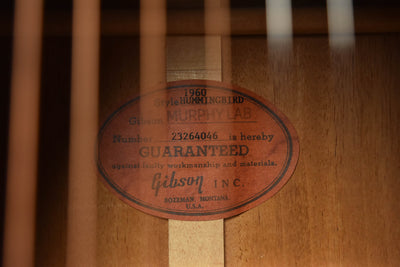 1960
Style HUMMINGBIRD
Gibson MURPHY LAB
Number 23264046 is hereby
GUARANTEED
against faulty workmanship and materials.
Gibson INC.
BOZEMAN, MONTANA
U.S.A.